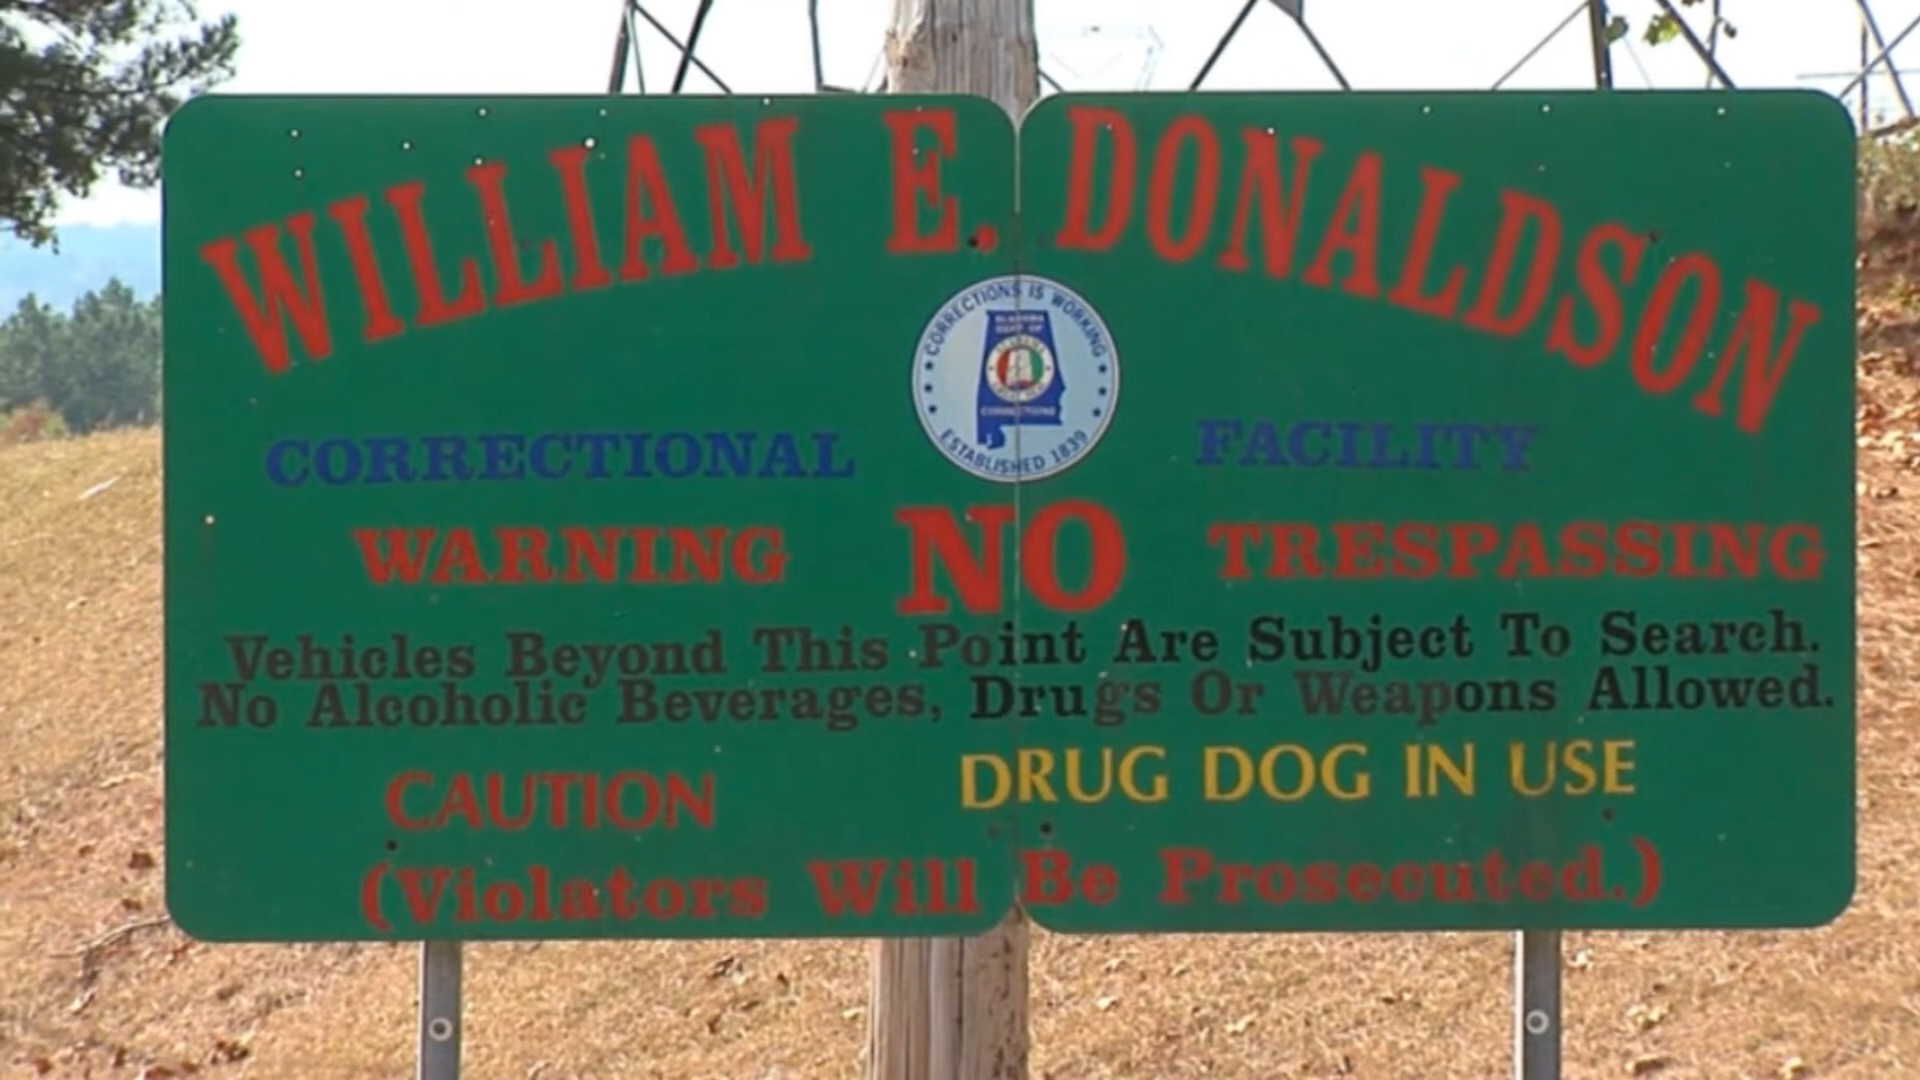 WILLIAM E. DONALDSON
CORRECTIONS IS WORKING
ALABAMA
DEPT OF
CORRECTIONS
ESTABLISHED 1839
CORRECTIONAL FACILITY
WARNING NO TRESPASSING
Vehicles Beyond This Point Are Subject To Search.
No Alcoholic Beverages, Drugs Or Weapons Allowed.
CAUTION DRUG DOG IN USE
(Violators Will Be Prosecuted.)